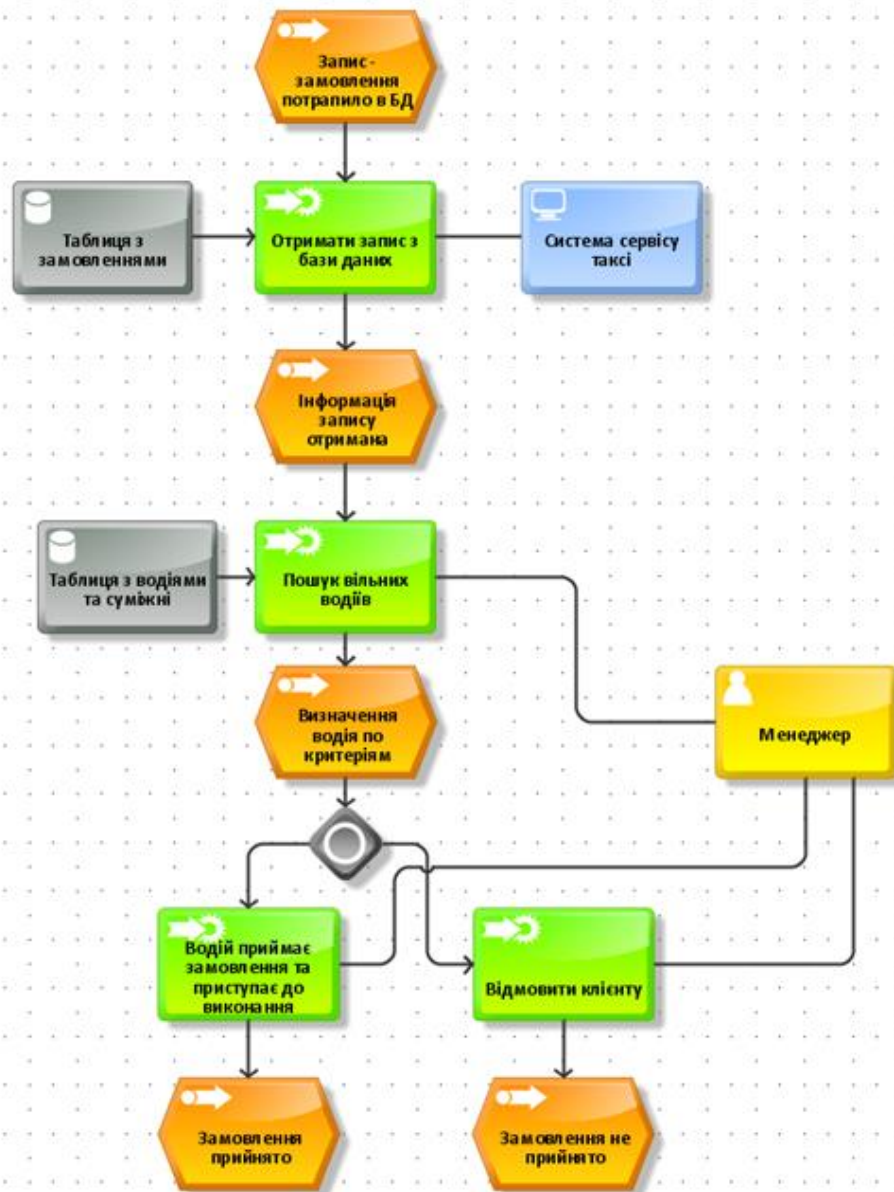 Запис -
замовлення
потрапило в БД
Таблиця з
замовленнями
Отримати запис з
бази даних
Система сервісу
таксі
Інформація
запису
отримана
Таблиця з водіями
та суміжні
Пошук вільних
водіїв
Визначення
водія по
критеріям
Менеджер
Водій приймає
замовлення та
приступає до
виконання
Відмовити клієнту
Замовлення
прийнято
Замовлення не
прийнято